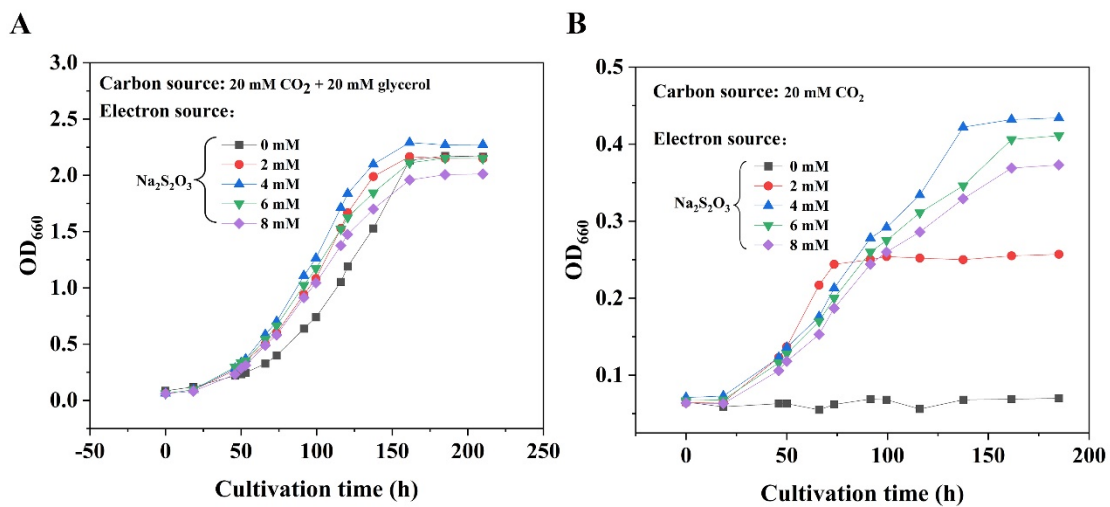 A
Carbon source: 20 mM CO₂ + 20 mM glycerol
Electron source：
Na₂S₂O₃
0 mM
2 mM
4 mM
6 mM
8 mM
OD₆₆₀
3.0
2.5
2.0
1.5
1.0
0.5
0.0
-50 0 50 100 150 200 250
Cultivation time (h)
B
Carbon source: 20 mM CO₂
Electron source：
Na₂S₂O₃
0 mM
2 mM
4 mM
6 mM
8 mM
OD₆₆₀
0.5
0.4
0.3
0.2
0.1
0 50 100 150 200
Cultivation time (h)